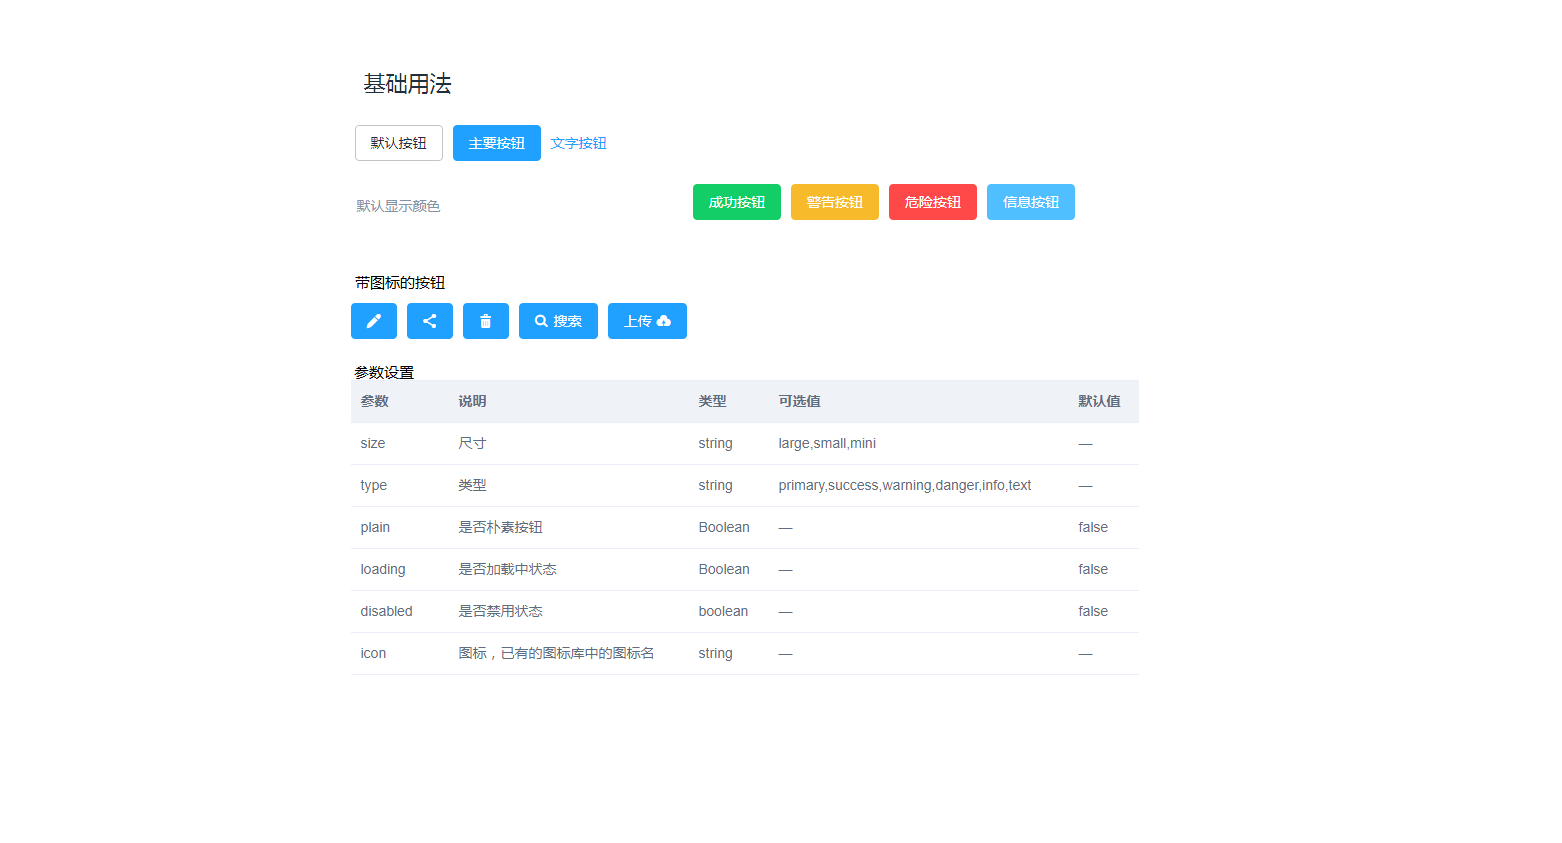 基础用法
默认按钮 主要按钮 文字按钮
默认显示颜色 成功按钮 警告按钮 危险按钮 信息按钮
带图标的按钮
搜索 上传
参数设置
参数 说明 类型 可选值 默认值
size 尺寸 string large,small,mini —
type 类型 string primary,success,warning,danger,info,text —
plain 是否朴素按钮 Boolean — false
loading 是否加载中状态 Boolean — false
disabled 是否禁用状态 boolean — false
icon 图标，已有的图标库中的图标名 string — —